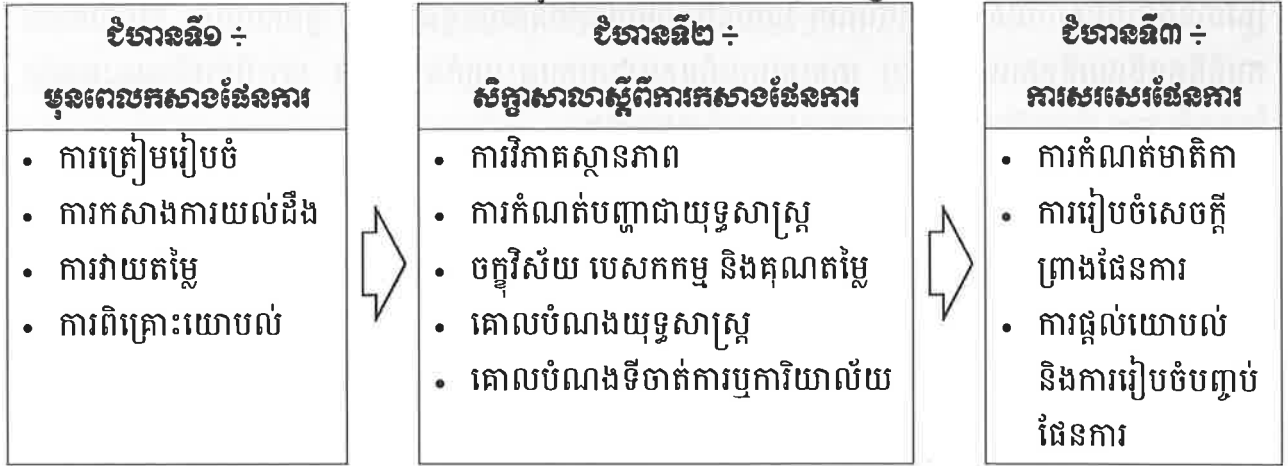 ជំហានទី១ ÷
មុនពេលកសាងផែនការ
• ការត្រៀមរៀបចំ
• ការកសាងការយល់ដឹង
• ការវាយតម្លៃ
• ការពិគ្រោះយោបល់
ជំហានទី២ ÷
សិក្ខាសាលាស្តីពីការកសាងផែនការ
• ការវិភាគស្ថានភាព
• ការកំណត់បញ្ហាជាយុទ្ធសាស្ត្រ
• ចក្ខុវិស័យ បេសកកម្ម និងគុណតម្លៃ
• គោលបំណងយុទ្ធសាស្ត្រ
• គោលបំណងទីចាត់ការឬការិយាល័យ
ជំហានទី៣ ÷
ការសរសេរផែនការ
• ការកំណត់មាតិកា
• ការរៀបចំសេចក្តី
ព្រាងផែនការ
• ការផ្តល់យោបល់
និងការរៀបចំបញ្ចប់
ផែនការ